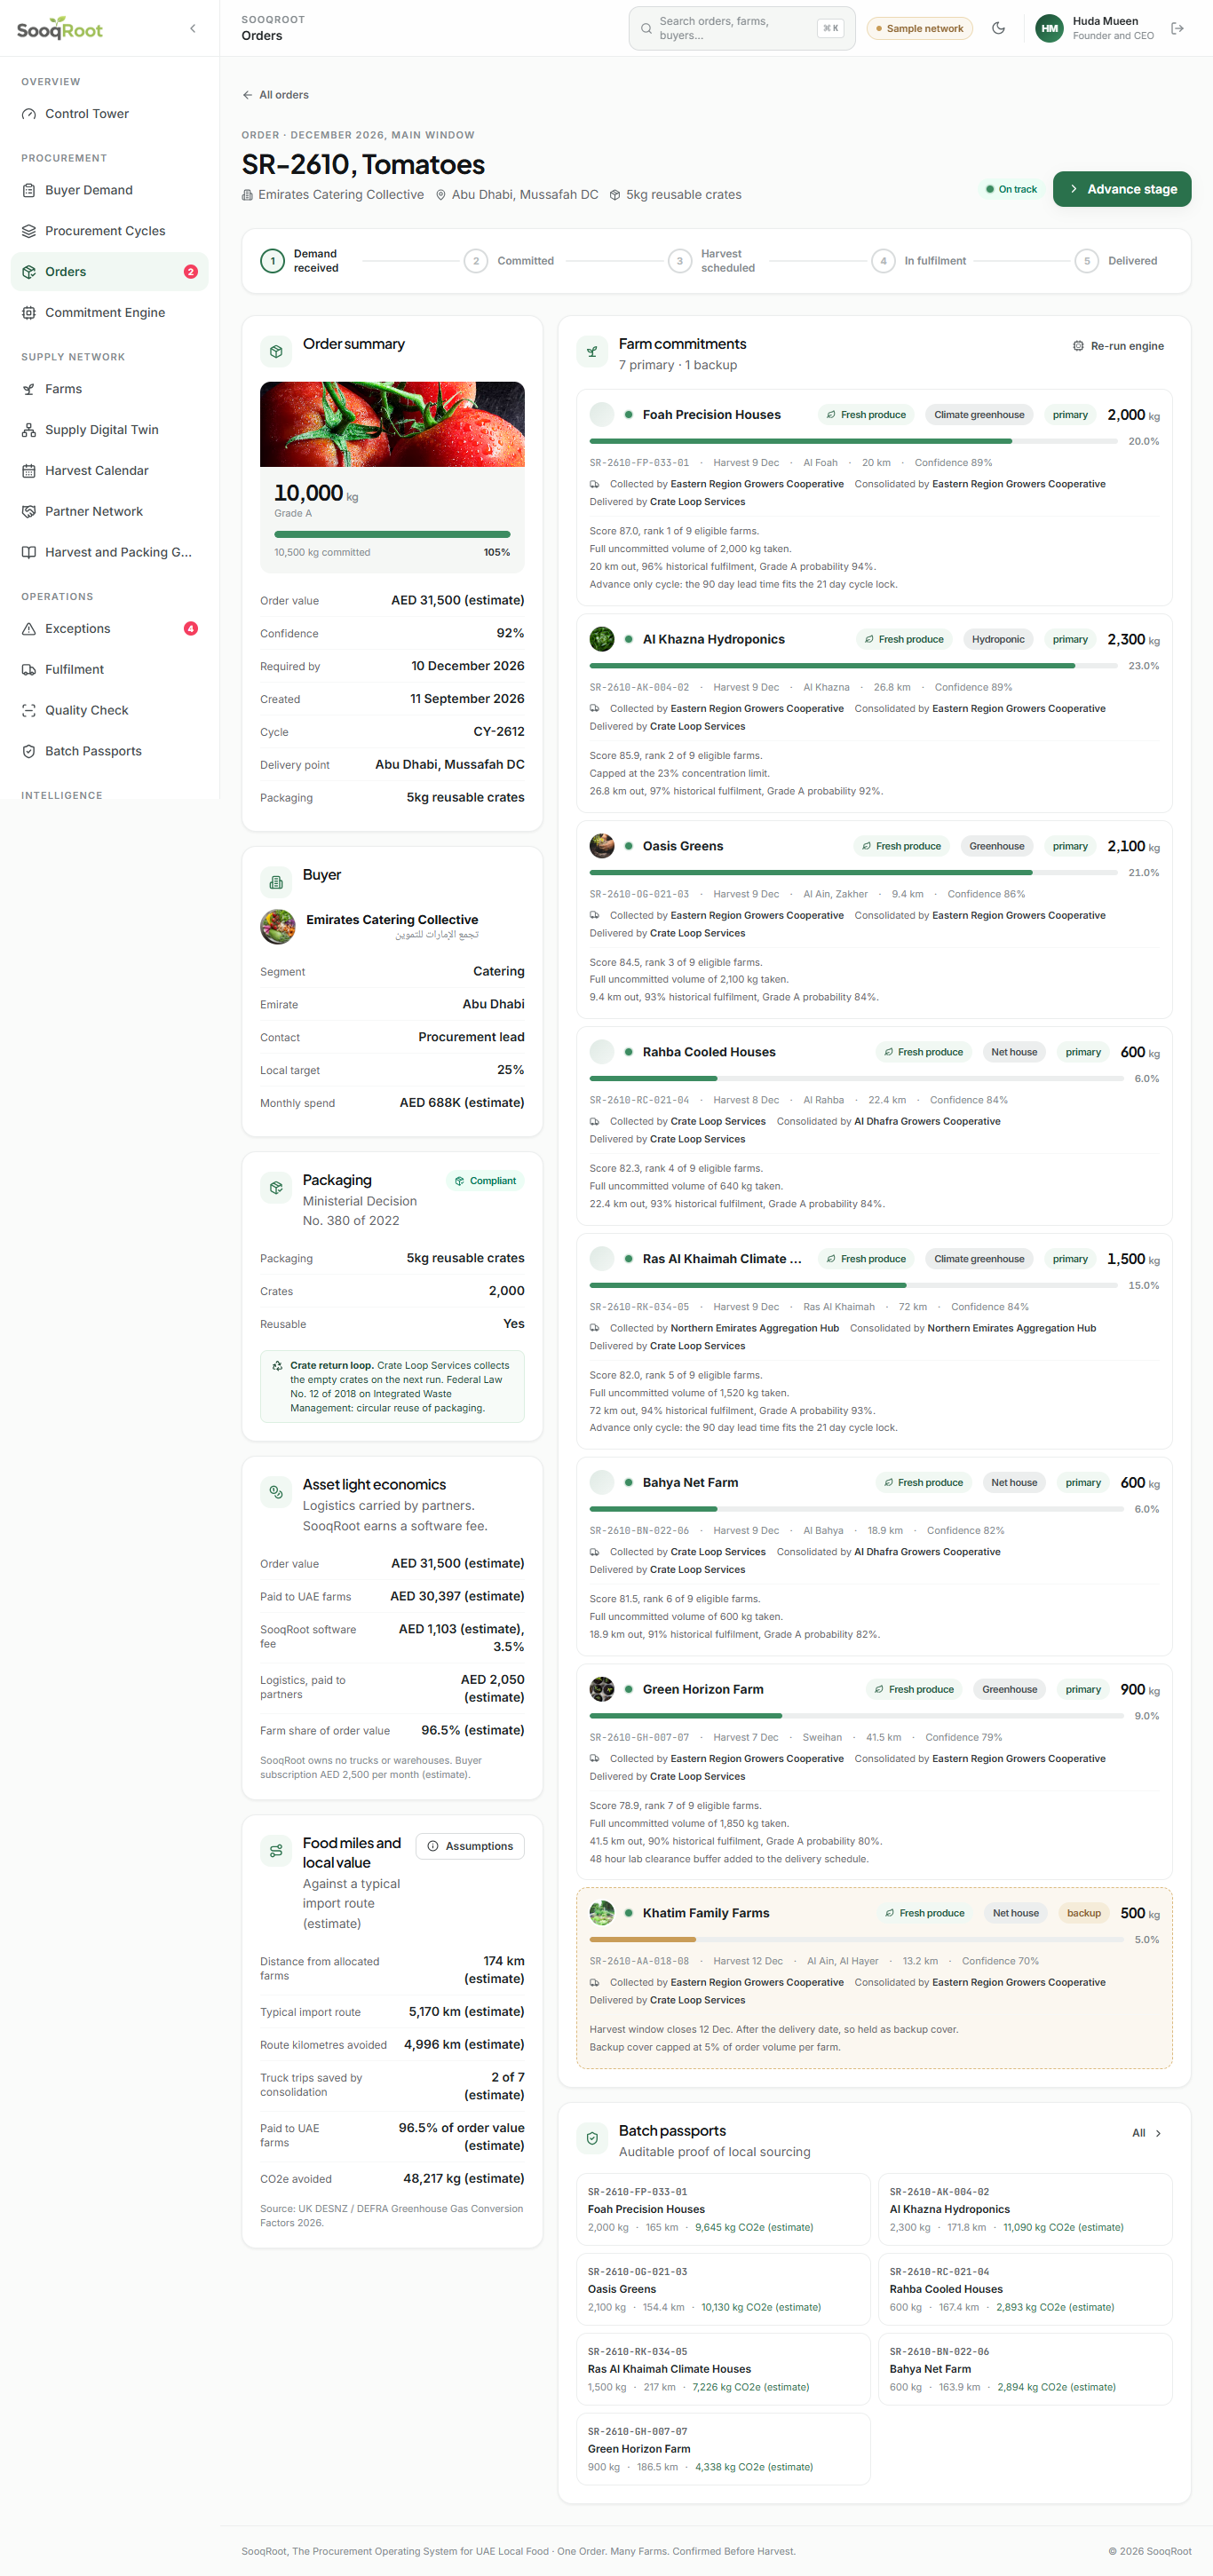 SooqRoot
OVERVIEW
Control Tower
PROCUREMENT
Buyer Demand
Procurement Cycles
Orders 2
Commitment Engine
SUPPLY NETWORK
Farms
Supply Digital Twin
Harvest Calendar
Partner Network
Harvest and Packing G...
OPERATIONS
Exceptions 4
Fulfilment
Quality Check
Batch Passports
INTELLIGENCE
SOOQROOT
Orders
Search orders, farms,
buyers...
⌘ K
Sample network
HM
Huda Mueen
Founder and CEO
All orders
ORDER · DECEMBER 2026, MAIN WINDOW
SR-2610, Tomatoes
Emirates Catering Collective Abu Dhabi, Mussafah DC 5kg reusable crates
On track
Advance stage
1 Demand
received
2 Committed
3 Harvest
scheduled
4 In fulfilment
5 Delivered
Order summary
10,000 kg
Grade A
10,500 kg committed 105%
Order value AED 31,500 (estimate)
Confidence 92%
Required by 10 December 2026
Created 11 September 2026
Cycle CY-2612
Delivery point Abu Dhabi, Mussafah DC
Packaging 5kg reusable crates
Buyer
Emirates Catering Collective
تجمع الإمارات للتموين
Segment Catering
Emirate Abu Dhabi
Contact Procurement lead
Local target 25%
Monthly spend AED 688K (estimate)
Packaging Compliant
Ministerial Decision
No. 380 of 2022
Packaging 5kg reusable crates
Crates 2,000
Reusable Yes
Crate return loop. Crate Loop Services collects
the empty crates on the next run. Federal Law
No. 12 of 2018 on Integrated Waste
Management: circular reuse of packaging.
Asset light economics
Logistics carried by partners.
SooqRoot earns a software fee.
Order value AED 31,500 (estimate)
Paid to UAE farms AED 30,397 (estimate)
SooqRoot software
fee
AED 1,103 (estimate),
3.5%
Logistics, paid to
partners
AED 2,050
(estimate)
Farm share of order value 96.5% (estimate)
SooqRoot owns no trucks or warehouses. Buyer
subscription AED 2,500 per month (estimate).
Food miles and
local value
Assumptions
Against a typical
import route
(estimate)
Distance from allocated
farms
174 km
(estimate)
Typical import route 5,170 km (estimate)
Route kilometres avoided 4,996 km (estimate)
Truck trips saved by
consolidation
2 of 7
(estimate)
Paid to UAE
farms
96.5% of order value
(estimate)
CO2e avoided 48,217 kg (estimate)
Source: UK DESNZ / DEFRA Greenhouse Gas Conversion
Factors 2026.
Farm commitments
7 primary · 1 backup
Re-run engine
Foah Precision Houses Fresh produce Climate greenhouse primary 2,000 kg
20.0%
SR-2610-FP-033-01 · Harvest 9 Dec · Al Foah · 20 km · Confidence 89%
Collected by Eastern Region Growers Cooperative Consolidated by Eastern Region Growers Cooperative
Delivered by Crate Loop Services
Score 87.0, rank 1 of 9 eligible farms.
Full uncommitted volume of 2,000 kg taken.
20 km out, 96% historical fulfilment, Grade A probability 94%.
Advance only cycle: the 90 day lead time fits the 21 day cycle lock.
Al Khazna Hydroponics Fresh produce Hydroponic primary 2,300 kg
23.0%
SR-2610-AK-004-02 · Harvest 9 Dec · Al Khazna · 26.8 km · Confidence 89%
Collected by Eastern Region Growers Cooperative Consolidated by Eastern Region Growers Cooperative
Delivered by Crate Loop Services
Score 85.9, rank 2 of 9 eligible farms.
Capped at the 23% concentration limit.
26.8 km out, 97% historical fulfilment, Grade A probability 92%.
Oasis Greens Fresh produce Greenhouse primary 2,100 kg
21.0%
SR-2610-OG-021-03 · Harvest 9 Dec · Al Ain, Zakher · 9.4 km · Confidence 86%
Collected by Eastern Region Growers Cooperative Consolidated by Eastern Region Growers Cooperative
Delivered by Crate Loop Services
Score 84.5, rank 3 of 9 eligible farms.
Full uncommitted volume of 2,100 kg taken.
9.4 km out, 93% historical fulfilment, Grade A probability 84%.
Rahba Cooled Houses Fresh produce Net house primary 600 kg
6.0%
SR-2610-RC-021-04 · Harvest 8 Dec · Al Rahba · 22.4 km · Confidence 84%
Collected by Crate Loop Services Consolidated by Al Dhafra Growers Cooperative
Delivered by Crate Loop Services
Score 82.3, rank 4 of 9 eligible farms.
Full uncommitted volume of 640 kg taken.
22.4 km out, 93% historical fulfilment, Grade A probability 84%.
Ras Al Khaimah Climate ... Fresh produce Climate greenhouse primary 1,500 kg
15.0%
SR-2610-RK-034-05 · Harvest 9 Dec · Ras Al Khaimah · 72 km · Confidence 84%
Collected by Northern Emirates Aggregation Hub Consolidated by Northern Emirates Aggregation Hub
Delivered by Crate Loop Services
Score 82.0, rank 5 of 9 eligible farms.
Full uncommitted volume of 1,520 kg taken.
72 km out, 94% historical fulfilment, Grade A probability 93%.
Advance only cycle: the 90 day lead time fits the 21 day cycle lock.
Bahya Net Farm Fresh produce Net house primary 600 kg
6.0%
SR-2610-BN-022-06 · Harvest 9 Dec · Al Bahya · 18.9 km · Confidence 82%
Collected by Crate Loop Services Consolidated by Al Dhafra Growers Cooperative
Delivered by Crate Loop Services
Score 81.5, rank 6 of 9 eligible farms.
Full uncommitted volume of 600 kg taken.
18.9 km out, 91% historical fulfilment, Grade A probability 82%.
Green Horizon Farm Fresh produce Greenhouse primary 900 kg
9.0%
SR-2610-GH-007-07 · Harvest 7 Dec · Sweihan · 41.5 km · Confidence 79%
Collected by Eastern Region Growers Cooperative Consolidated by Eastern Region Growers Cooperative
Delivered by Crate Loop Services
Score 78.9, rank 7 of 9 eligible farms.
Full uncommitted volume of 1,850 kg taken.
41.5 km out, 90% historical fulfilment, Grade A probability 80%.
48 hour lab clearance buffer added to the delivery schedule.
Khatim Family Farms Fresh produce Net house backup 500 kg
5.0%
SR-2610-AA-018-08 · Harvest 12 Dec · Al Ain, Al Hayer · 13.2 km · Confidence 70%
Collected by Eastern Region Growers Cooperative Consolidated by Eastern Region Growers Cooperative
Delivered by Crate Loop Services
Harvest window closes 12 Dec. After the delivery date, so held as backup cover.
Backup cover capped at 5% of order volume per farm.
Batch passports
Auditable proof of local sourcing
All
SR-2610-FP-033-01
Foah Precision Houses
2,000 kg · 165 km · 9,645 kg CO2e (estimate)
SR-2610-AK-004-02
Al Khazna Hydroponics
2,300 kg · 171.8 km · 11,090 kg CO2e (estimate)
SR-2610-OG-021-03
Oasis Greens
2,100 kg · 154.4 km · 10,130 kg CO2e (estimate)
SR-2610-RC-021-04
Rahba Cooled Houses
600 kg · 167.4 km · 2,893 kg CO2e (estimate)
SR-2610-RK-034-05
Ras Al Khaimah Climate Houses
1,500 kg · 217 km · 7,226 kg CO2e (estimate)
SR-2610-BN-022-06
Bahya Net Farm
600 kg · 163.9 km · 2,894 kg CO2e (estimate)
SR-2610-GH-007-07
Green Horizon Farm
900 kg · 186.5 km · 4,338 kg CO2e (estimate)
SooqRoot, The Procurement Operating System for UAE Local Food · One Order. Many Farms. Confirmed Before Harvest.
© 2026 SooqRoot